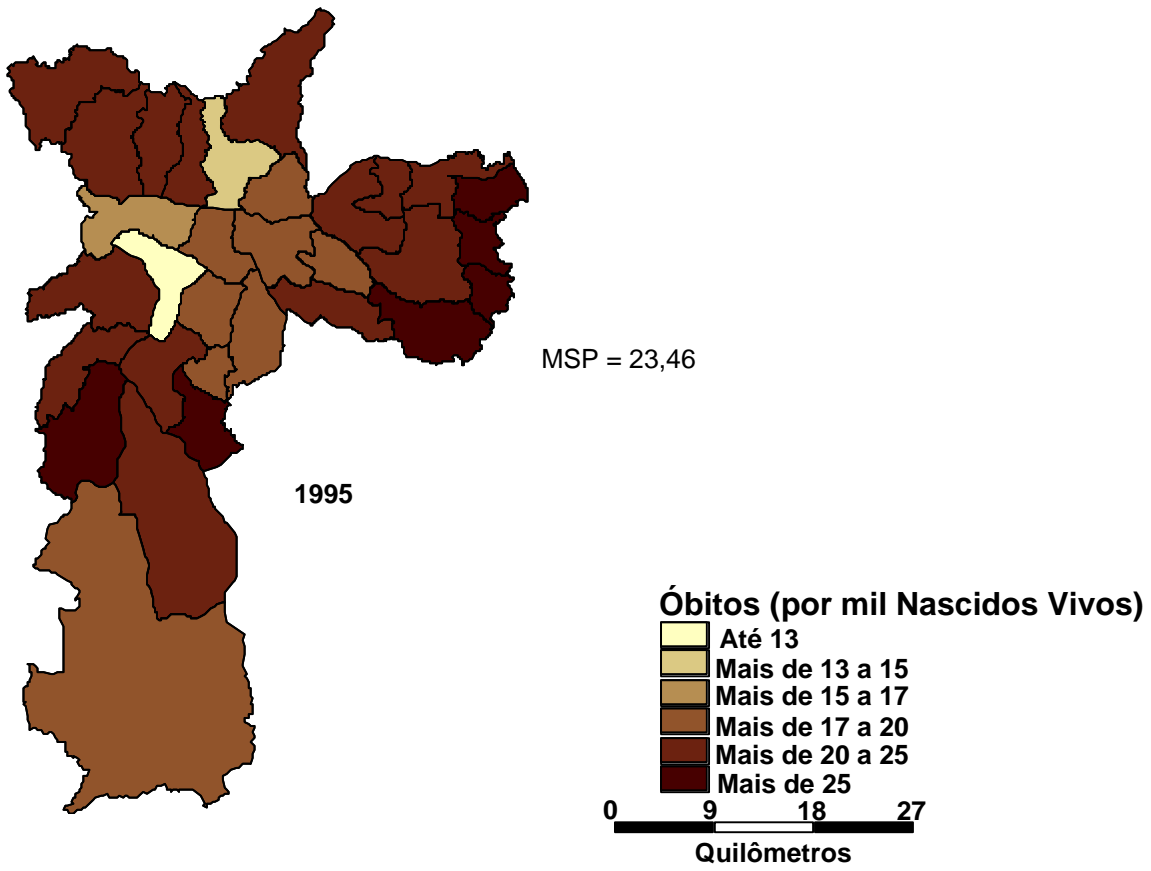 MSP = 23,46
1995
Óbitos (por mil Nascidos Vivos)
Até 13
Mais de 13 a 15
Mais de 15 a 17
Mais de 17 a 20
Mais de 20 a 25
Mais de 25
0 9 18 27
Quilômetros